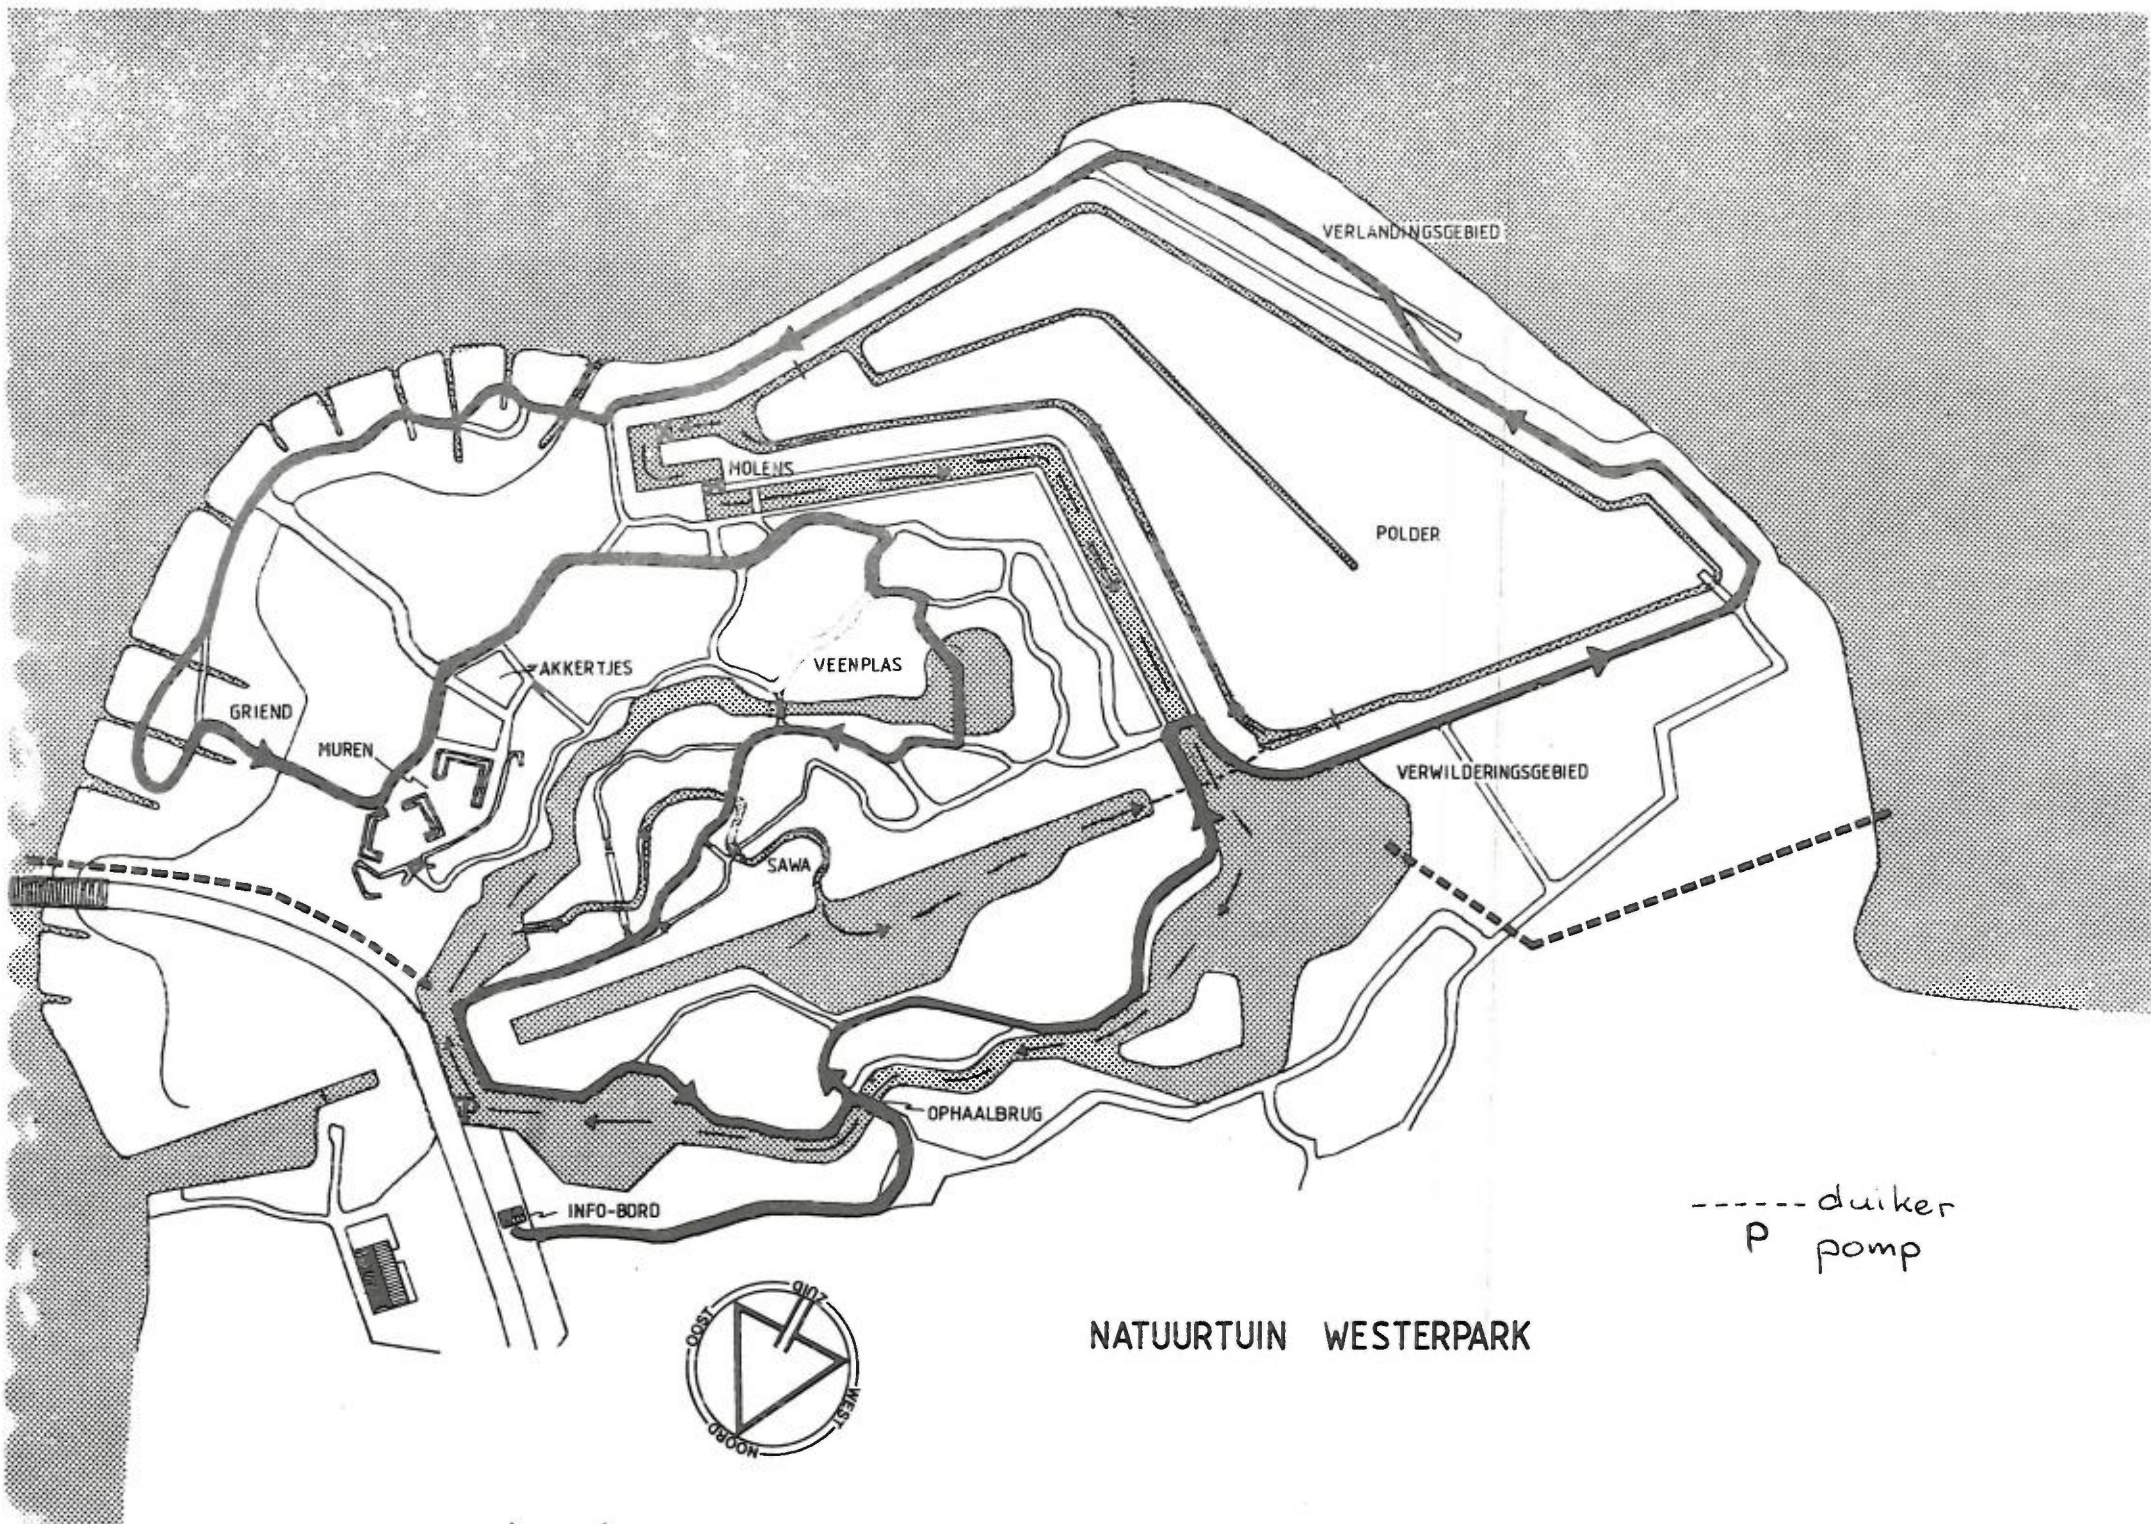 VERLANDINGSGEBIED
MOLENS
POLDER
AKKERTJES
VEENPLAS
GRIEND
MUREN
VERWILDERINGSGEBIED
SAWA
OPHAALBRUG
INFO-BORD
------ duiker
P pomp
ZUID
OOST
WEST
NOORD
NATUURTUIN WESTERPARK